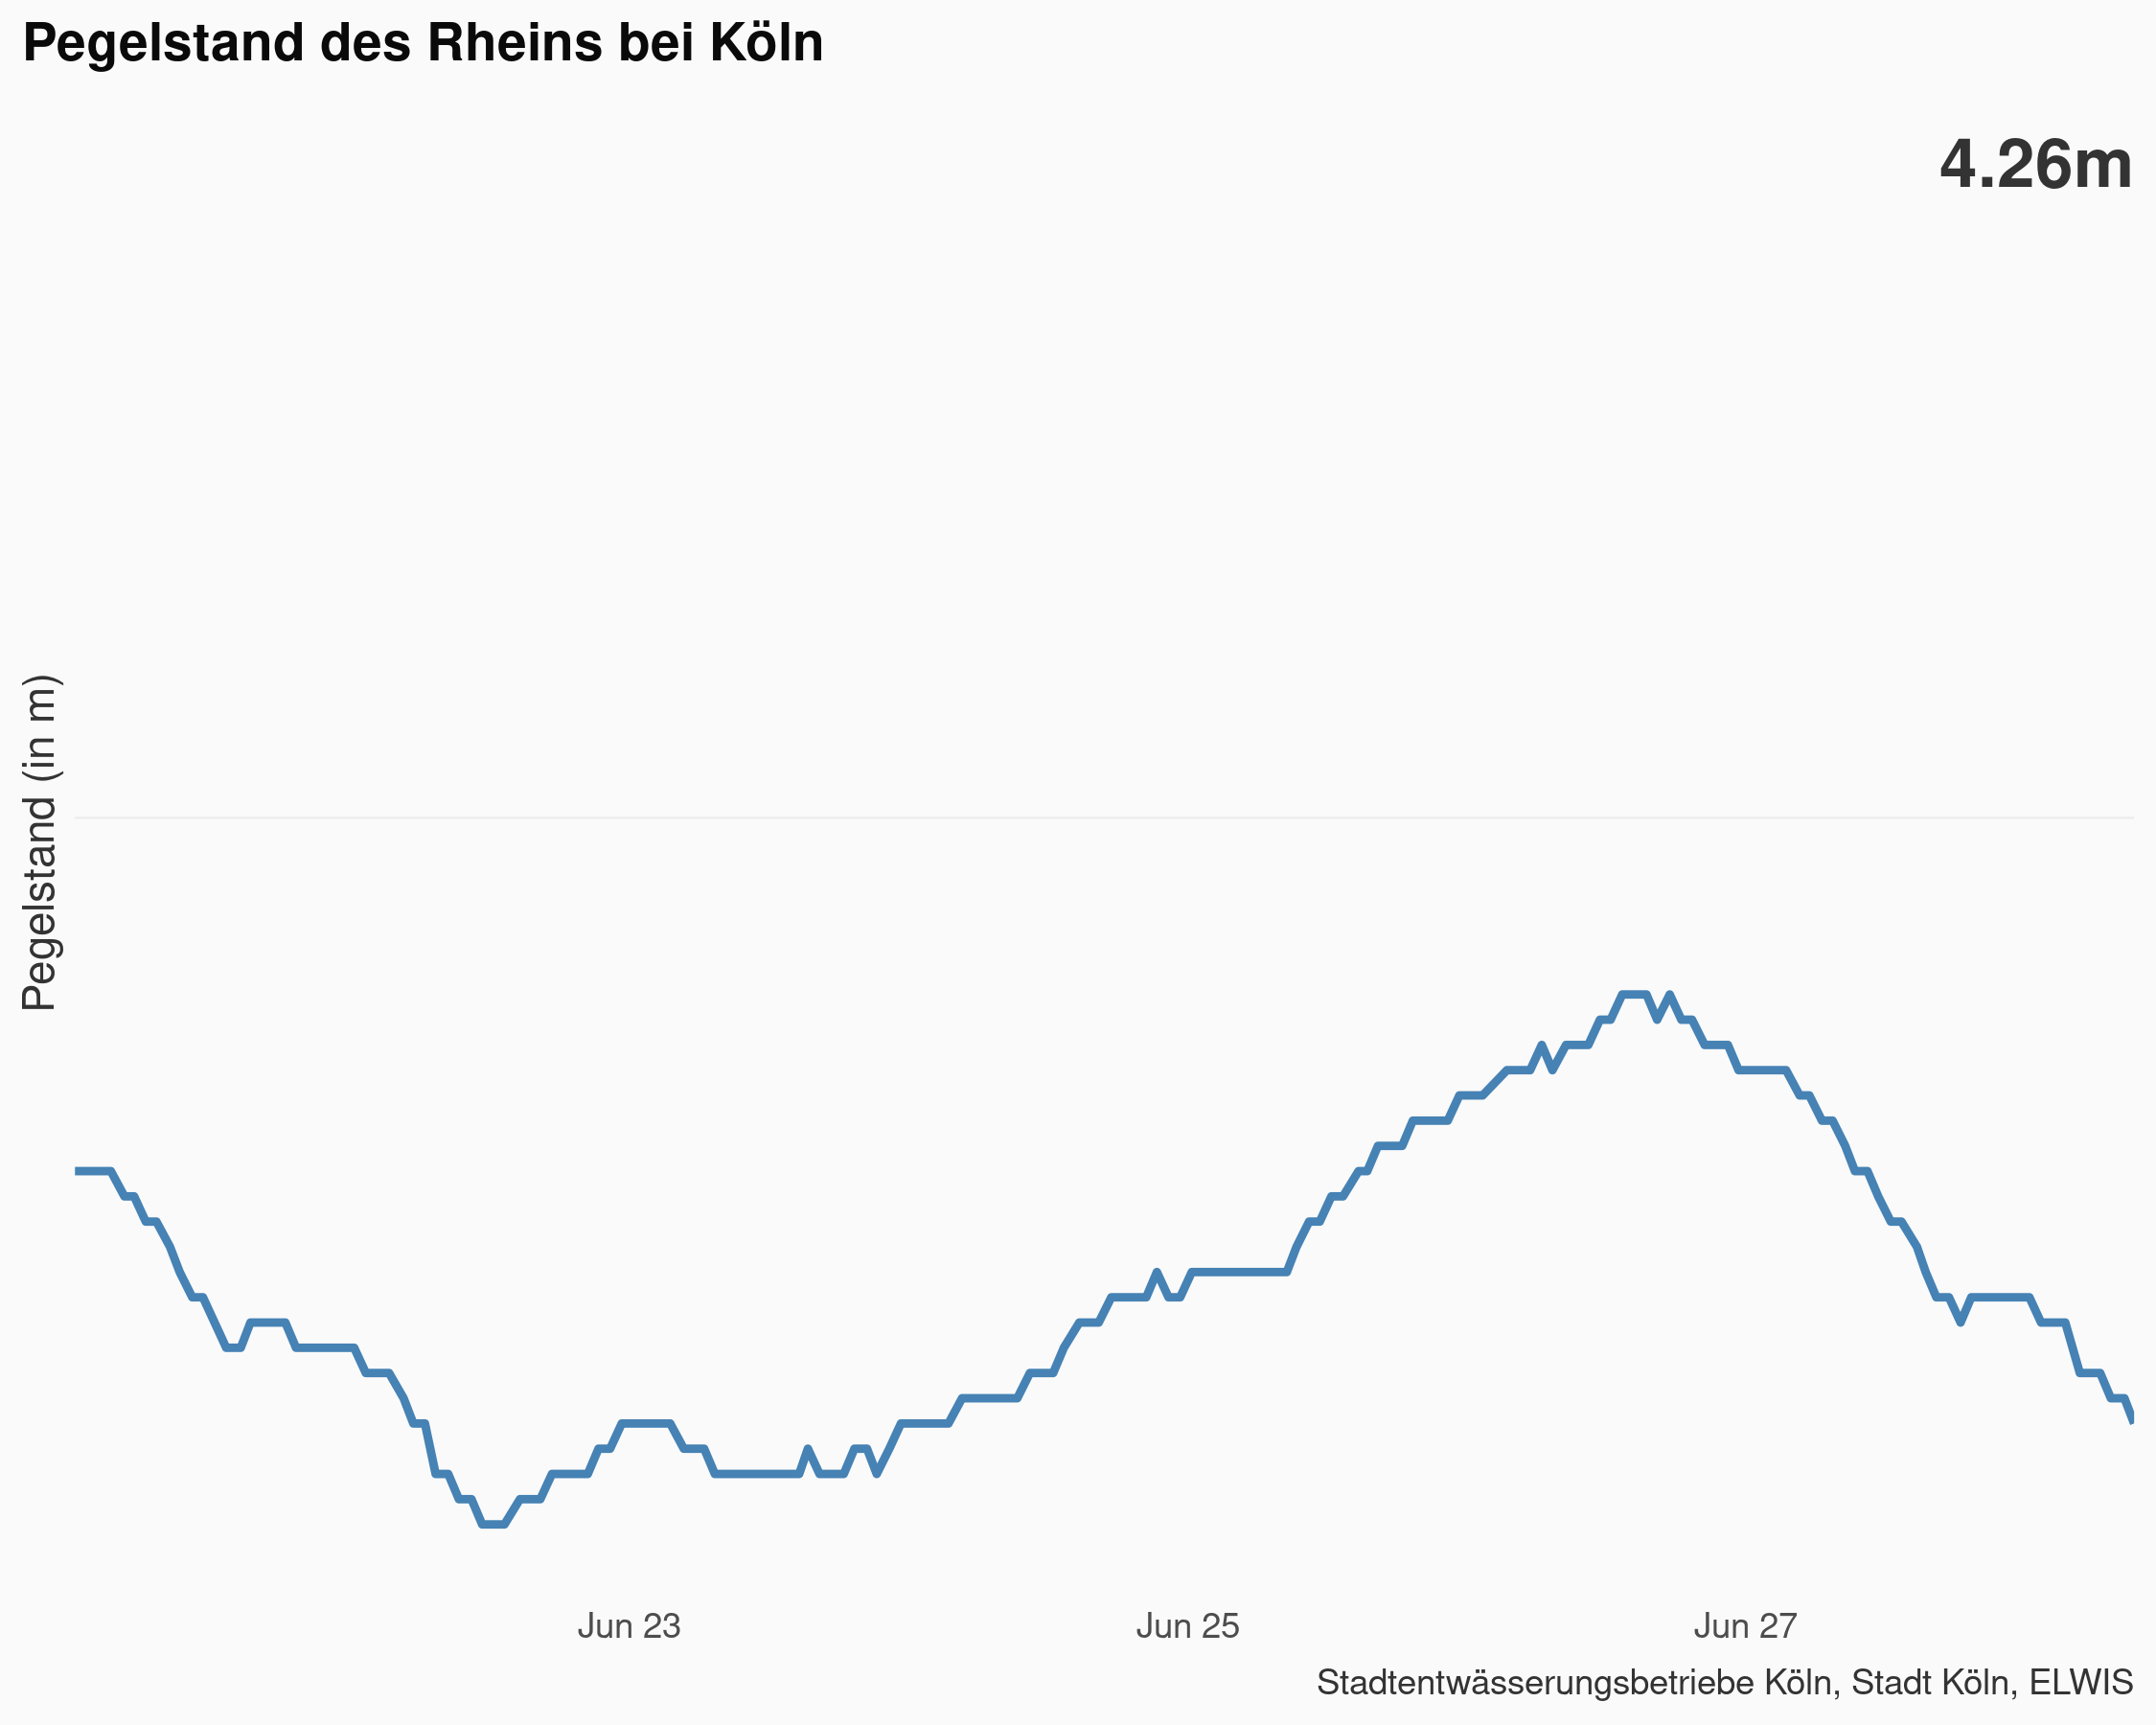 Pegelstand des Rheins bei Köln
4.26m
Pegelstand (in m)
Jun 23
Jun 25
Jun 27
Stadtentwässerungsbetriebe Köln, Stadt Köln, ELWIS